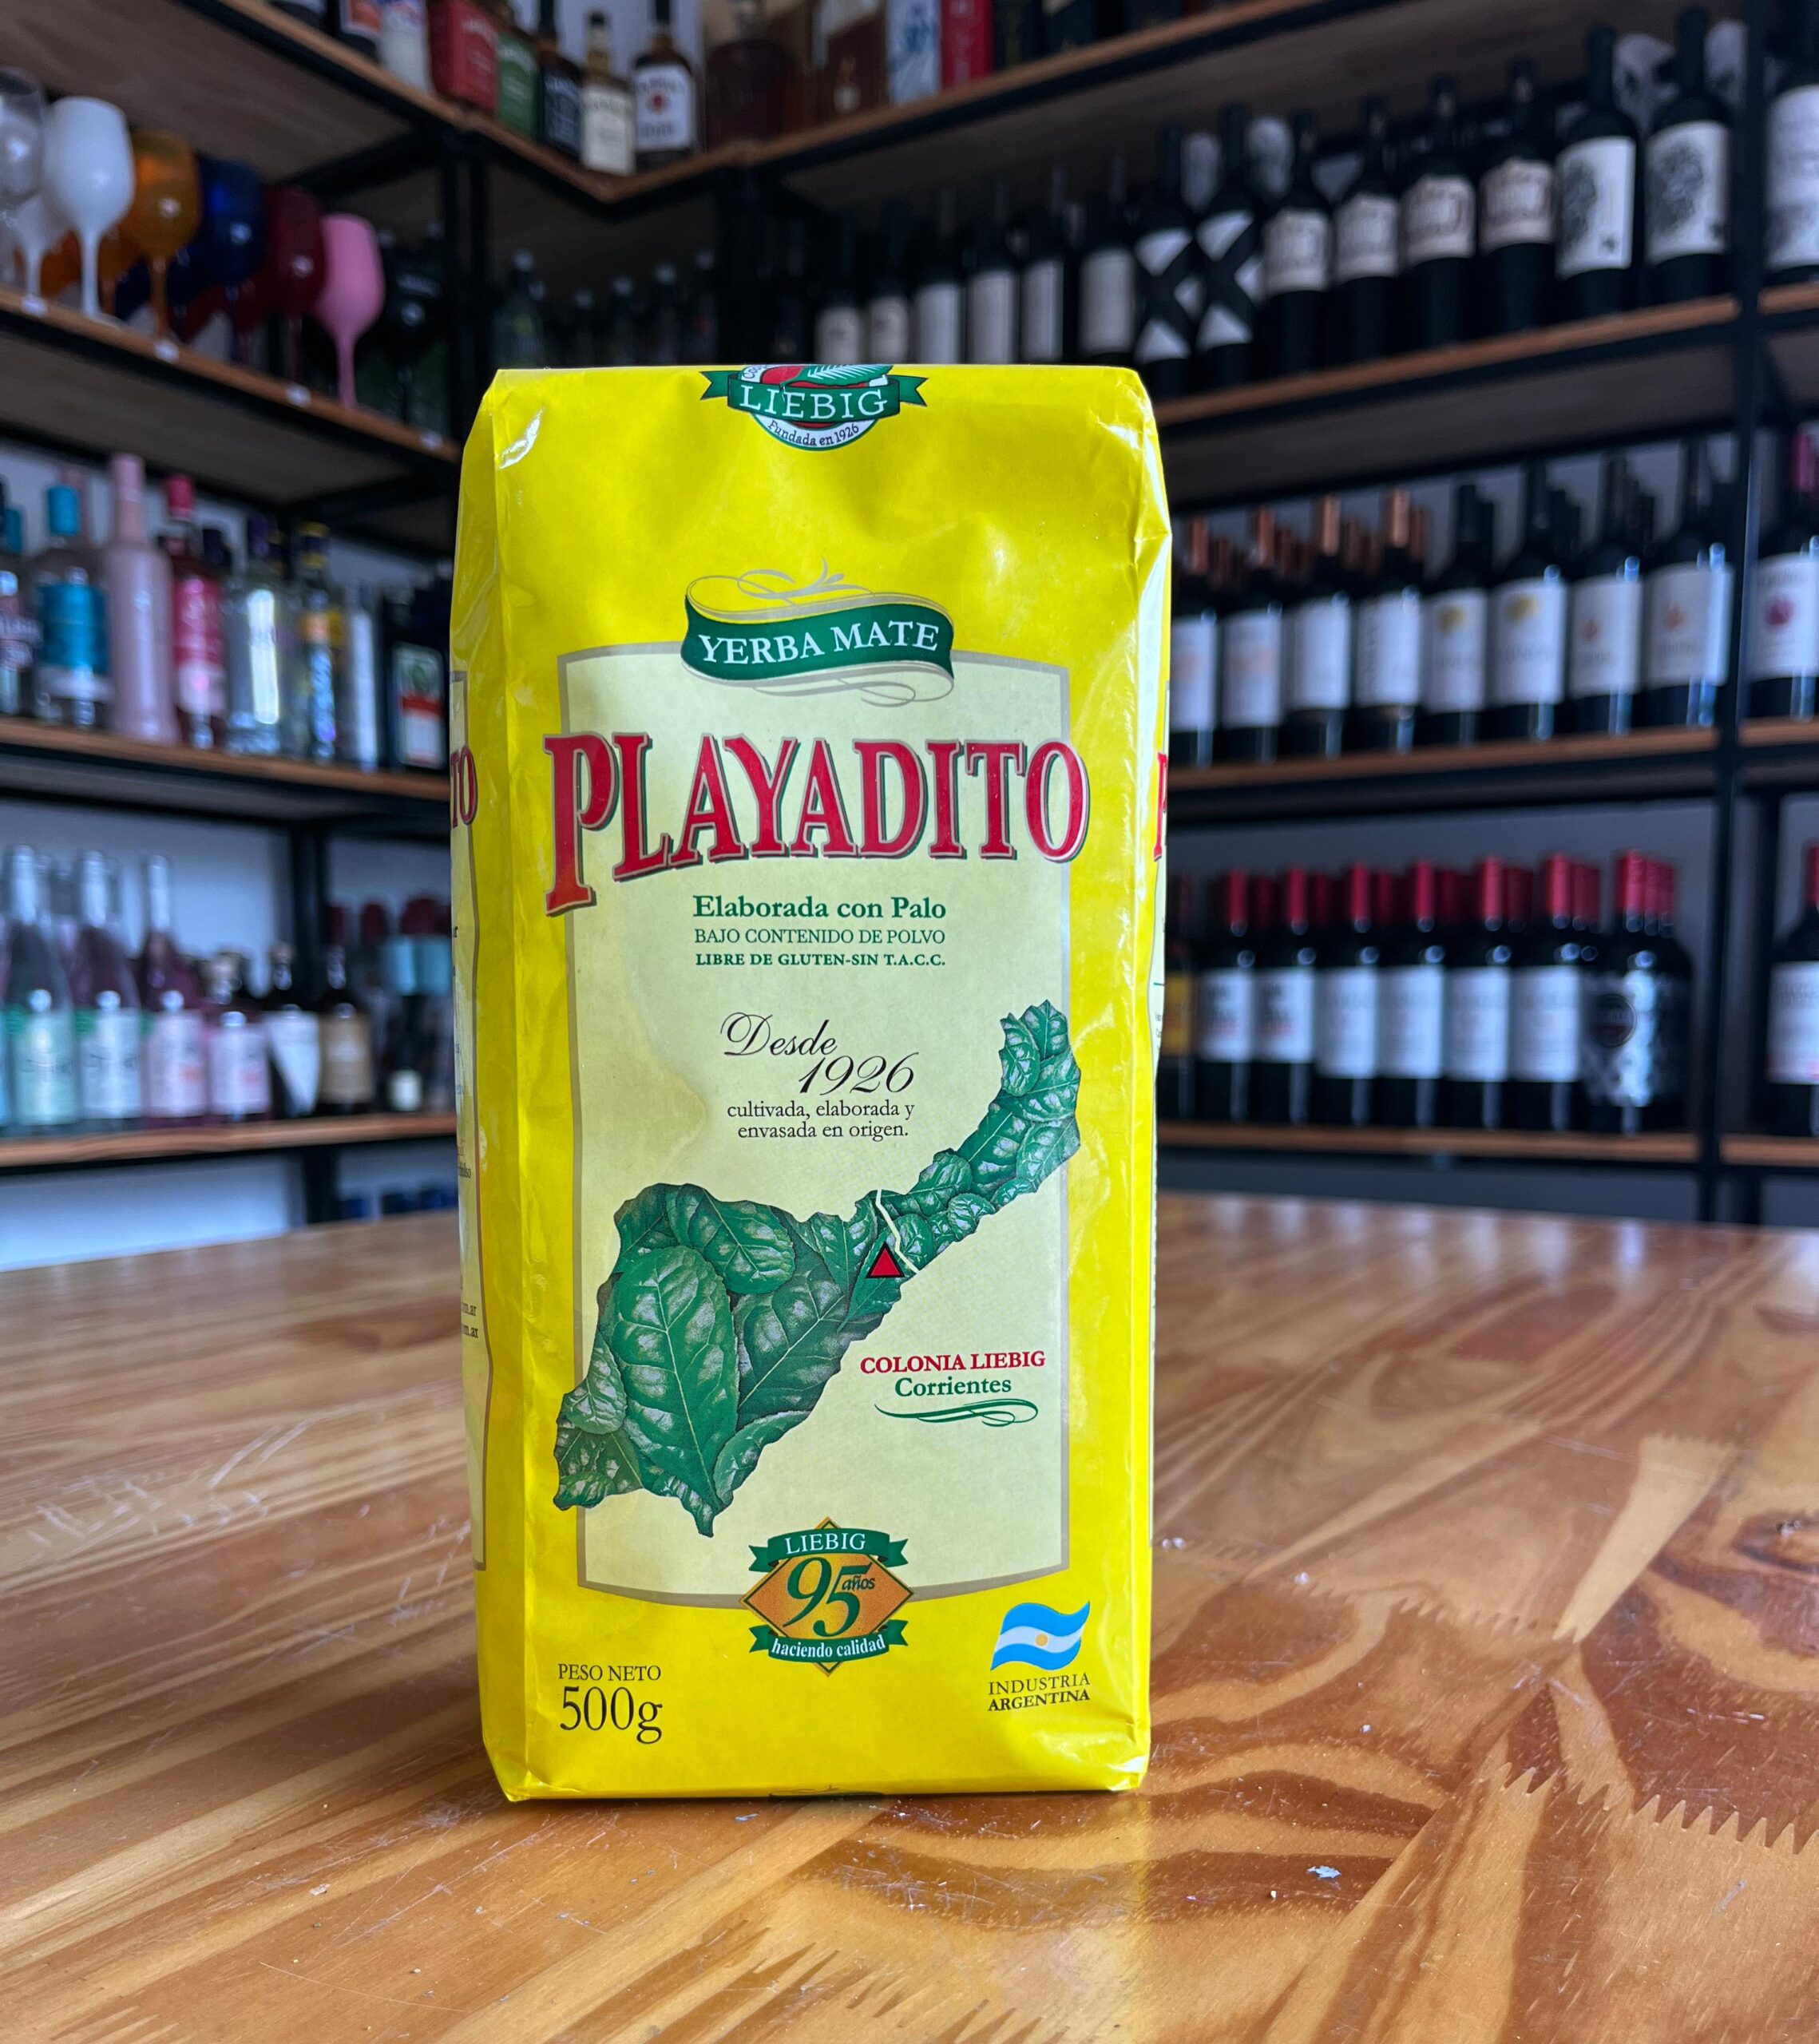 LIEBIG
Fundada en 1926
YERBA MATE
PLAYADITO
Elaborada con Palo
BAJO CONTENIDO DE POLVO
LIBRE DE GLUTEN-SIN T.A.C.C.
Desde
1926
cultivada, elaborada y
envasada en origen.
COLONIA LIEBIG
Corrientes
LIEBIG
95 años
haciendo calidad
PESO NETO
500g
INDUSTRIA
ARGENTINA